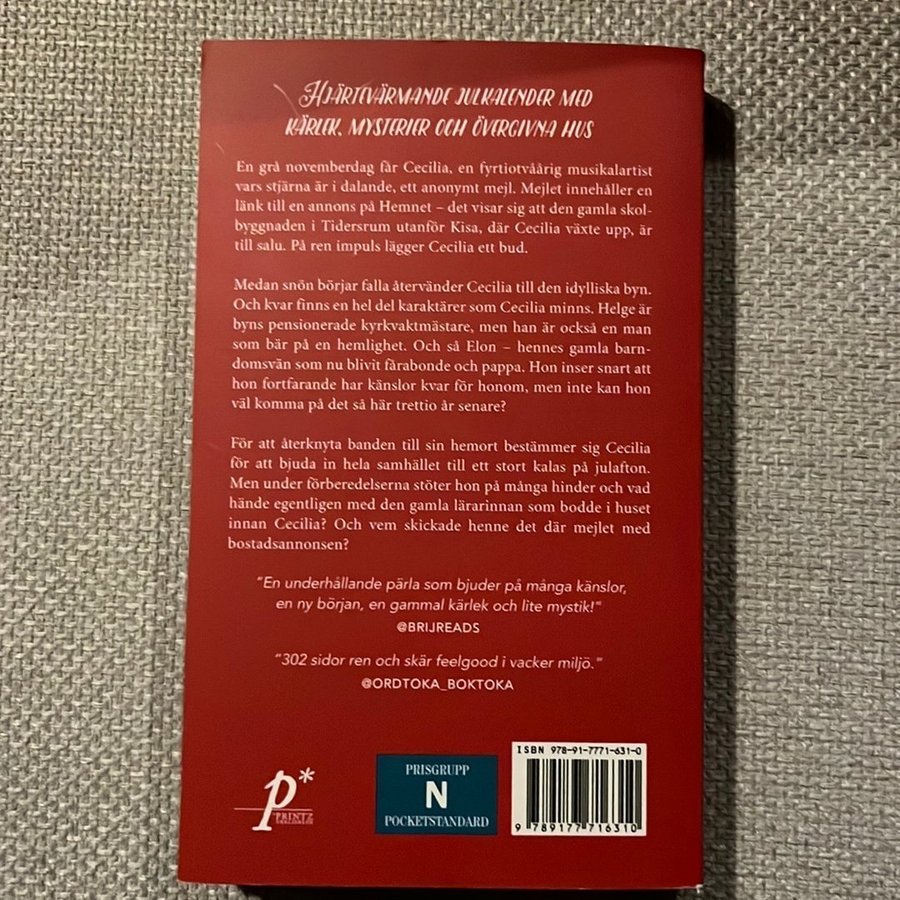 Hjärtevärmande julkalender med
kärlek, mysterier och övergivna hus
En grå novemberdag får Cecilia, en fyrtiotvåårig musikalartist
vars stjärna är i dalande, ett anonymt mejl. Mejlet innehåller en
länk till en annons på Hemnet – det visar sig att den gamla skol-
byggnaden i Tidersrum utanför Kisa, där Cecilia växte upp, är
till salu. På ren impuls lägger Cecilia ett bud.
Medan snön börjar falla återvänder Cecilia till den idylliska byn.
Och kvar finns en hel del karaktärer som Cecilia minns. Helge är
byns pensionerade kyrkvaktmästare, men han är också en man
som bär på en hemlighet. Och så Elon – hennes gamla barn-
domsvän som nu blivit fårabonde och pappa. Hon inser snart att
hon fortfarande har känslor kvar för honom, men inte kan hon
väl komma på det så här trettio år senare?
För att återknyta banden till sin hemort bestämmer sig Cecilia
för att bjuda in hela samhället till ett stort kalas på julafton.
Men under förberedelserna stöter hon på många hinder och vad
hände egentligen med den gamla lärarinnan som bodde i huset
innan Cecilia? Och vem skickade henne det där mejlet med
bostadsannonsen?
"En underhållande pärla som bjuder på många känslor,
en ny början, en gammal kärlek och lite mystik!"
@BRIJREADS
"302 sidor ren och skär feelgood i vacker miljö."
@ORDTOKA_BOKTOKA
p*
PRINTZ
PUBLISHING
PRISGRUPP
N
POCKETSTANDARD
ISBN 978-91-7771-631-0
9 789177 716310